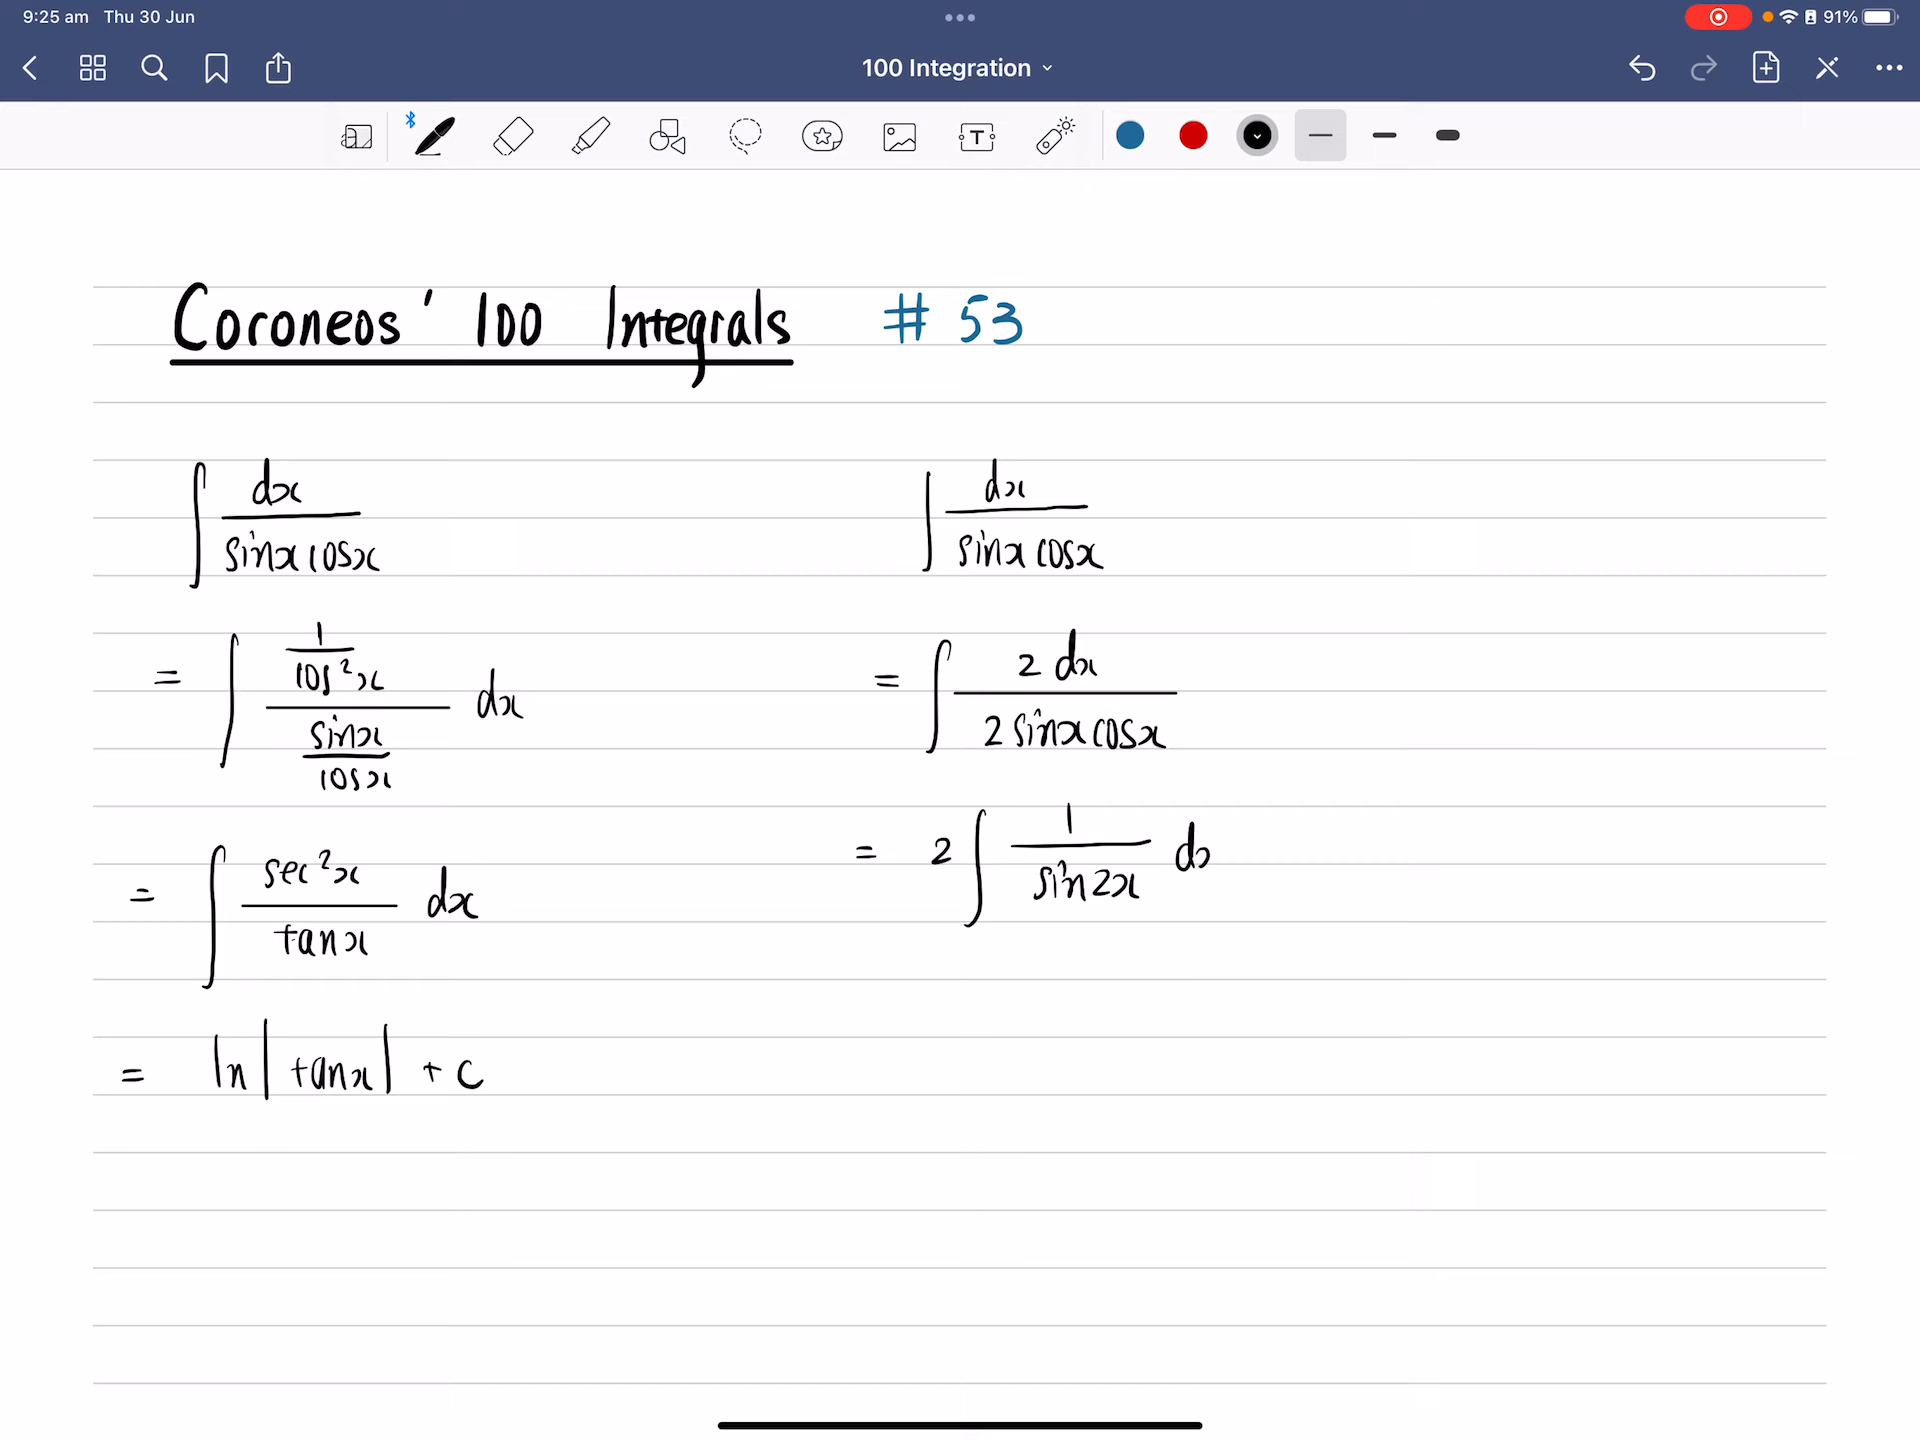 9:25 am Thu 30 Jun
91%
100 Integration
T
Coroneos' 100 Integrals # 53
∫ dx / sinx cosx
= ∫ (1 / cos²x) / (sinx / cosx) dx
= ∫ sec²x / tanx dx
= ln|tanx| + c
∫ dx / sinx cosx
= ∫ 2 dx / 2 sinx cosx
= 2 ∫ 1 / sin2x d